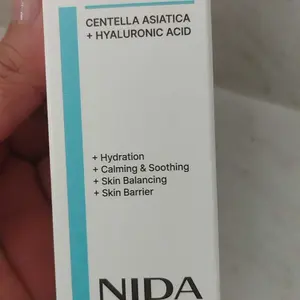 CENTELLA ASIATICA
+ HYALURONIC ACID
+ Hydration
+ Calming & Soothing
+ Skin Balancing
+ Skin Barrier
NIDA